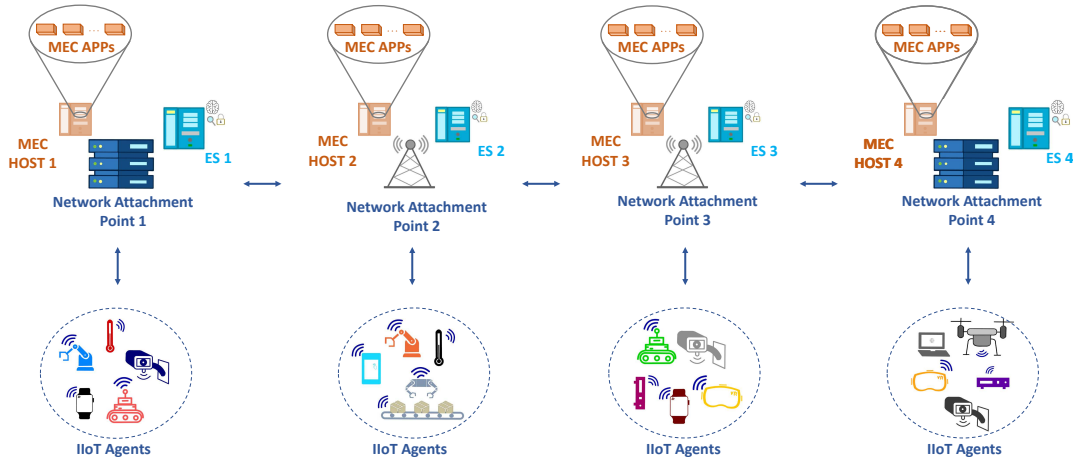 ... 
MEC APPs
MEC
HOST 1
ES 1
Network Attachment
Point 1
IIoT Agents
...
MEC APPs
MEC
HOST 2
ES 2
Network Attachment
Point 2
IIoT Agents
...
MEC APPs
MEC
HOST 3
ES 3
Network Attachment
Point 3
IIoT Agents
...
MEC APPs
MEC
HOST 4
ES 4
Network Attachment
Point 4
IIoT Agents